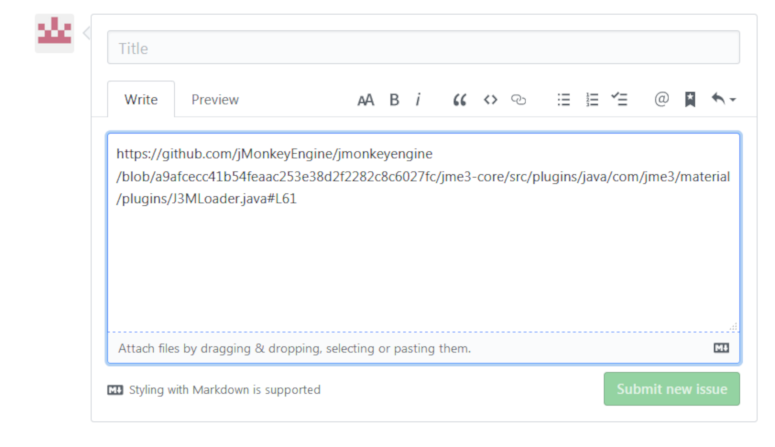 Title
Write Preview AA B i “ <> @
https://github.com/jMonkeyEngine/jmonkeyengine
/blob/a9afcecc41b54feaac253e38d2f2282c8c6027fc/jme3-core/src/plugins/java/com/jme3/material
/plugins/J3MLoader.java#L61
Attach files by dragging & dropping, selecting or pasting them.
Styling with Markdown is supported
Submit new issue